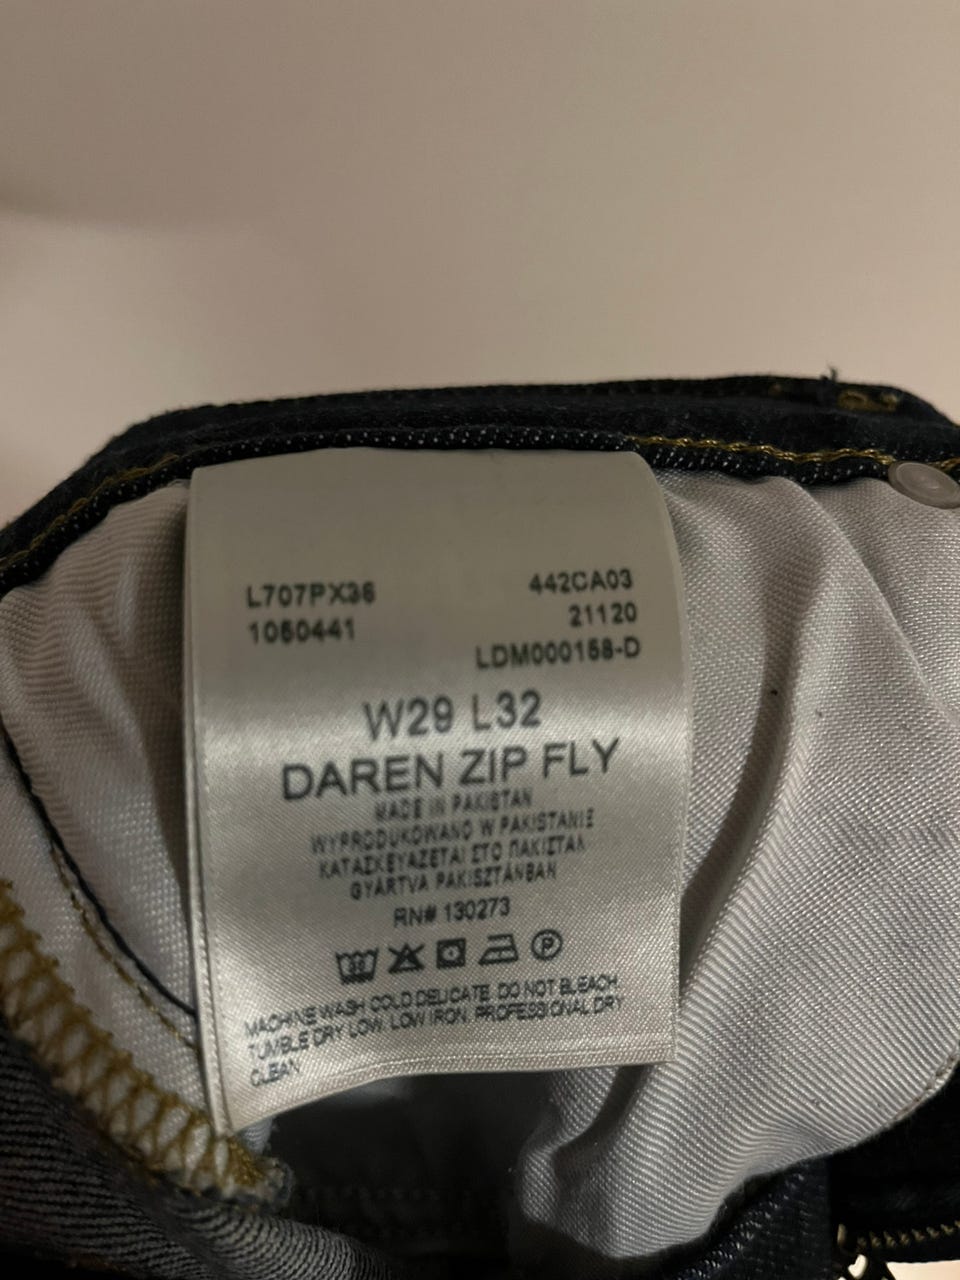 L707PX36
1060441
442CA03
21120
LDM000158-D
W29 L32
DAREN ZIP FLY
MADE IN PAKISTAN
WYPRODUKOWANO W PAKISTANIE
ΚΑΤΑΣΚΕΥΑΖΕΤΑΙ ΣΤΟ ΠΑΚΙΣΤΑΝ
GYÁRTVA PAKISZTÁNBAN
RN# 130273
30 P
MACHINE WASH COLD DELICATE. DO NOT BLEACH
TUMBLE DRY LOW. LOW IRON. PROFESSIONAL DRY
CLEAN